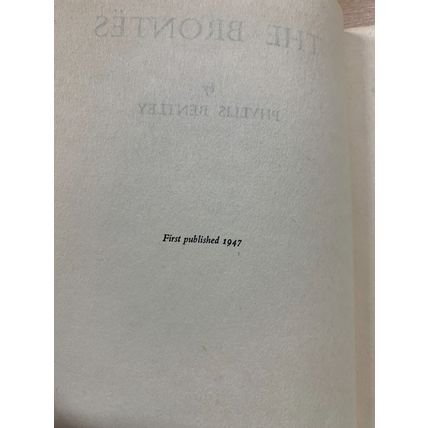 THE BRONTËS
by
PHYLLIS BENTLEY
First published 1947